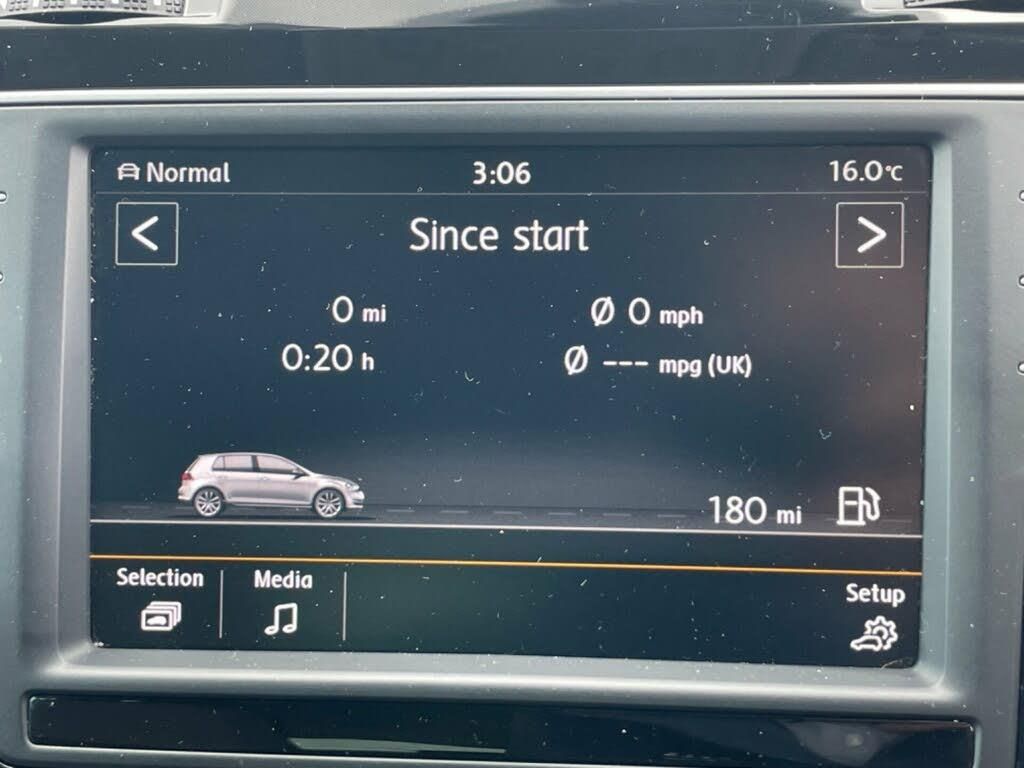 Normal 3:06 16.0°C
< Since start >
0 mi Ø 0 mph
0:20 h Ø --- mpg (UK)
180 mi
Selection Media Setup